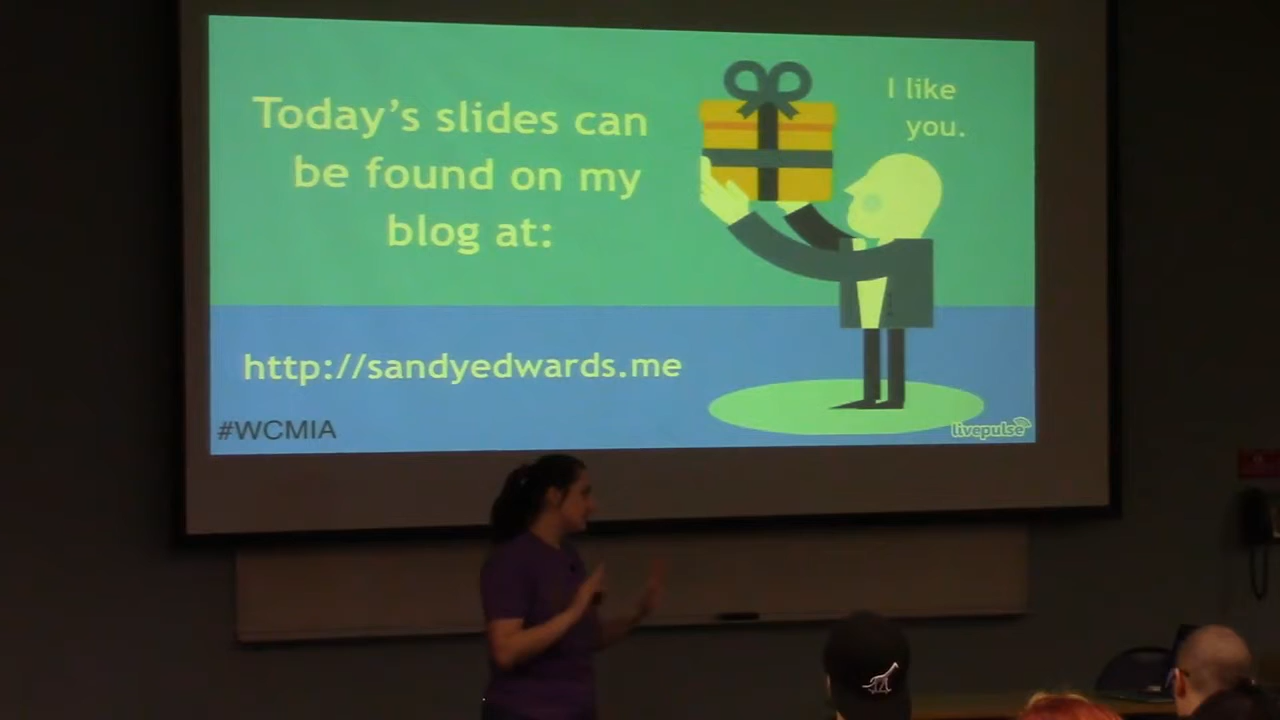 Today's slides can
be found on my
blog at:
I like
you.
http://sandyedwards.me
#WCMIA
livepulse